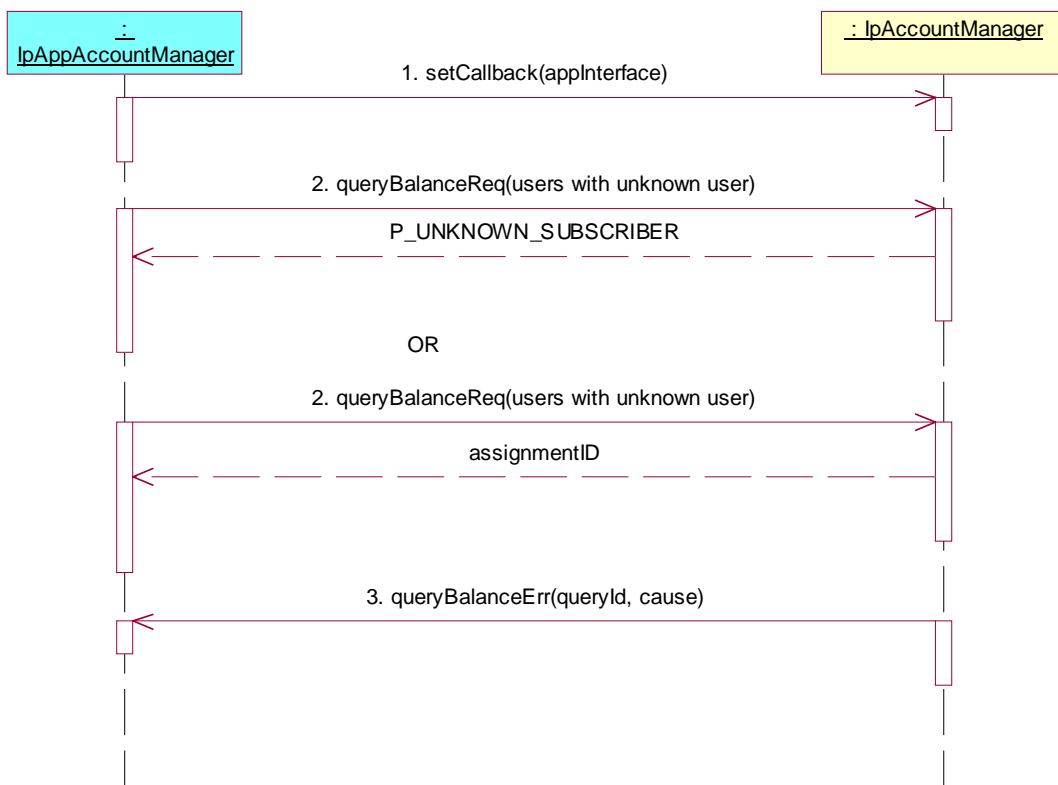 :
IpAppAccountManager
: IpAccountManager
1. setCallback(appInterface)
2. queryBalanceReq(users with unknown user)
P_UNKNOWN_SUBSCRIBER
OR
2. queryBalanceReq(users with unknown user)
assignmentID
3. queryBalanceErr(queryId, cause)